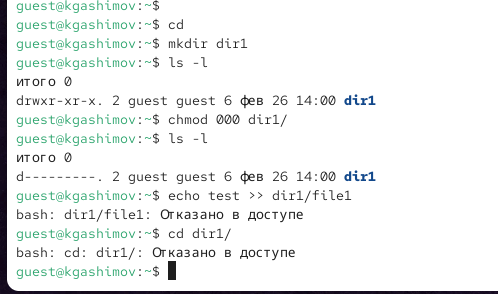 guest@kgashimov:~$
guest@kgashimov:~$ cd
guest@kgashimov:~$ mkdir dir1
guest@kgashimov:~$ ls -l
итого 0
drwxr-xr-x. 2 guest guest 6 фев 26 14:00 dir1
guest@kgashimov:~$ chmod 000 dir1/
guest@kgashimov:~$ ls -l
итого 0
d---------. 2 guest guest 6 фев 26 14:00 dir1
guest@kgashimov:~$ echo test >> dir1/file1
bash: dir1/file1: Отказано в доступе
guest@kgashimov:~$ cd dir1/
bash: cd: dir1/: Отказано в доступе
guest@kgashimov:~$